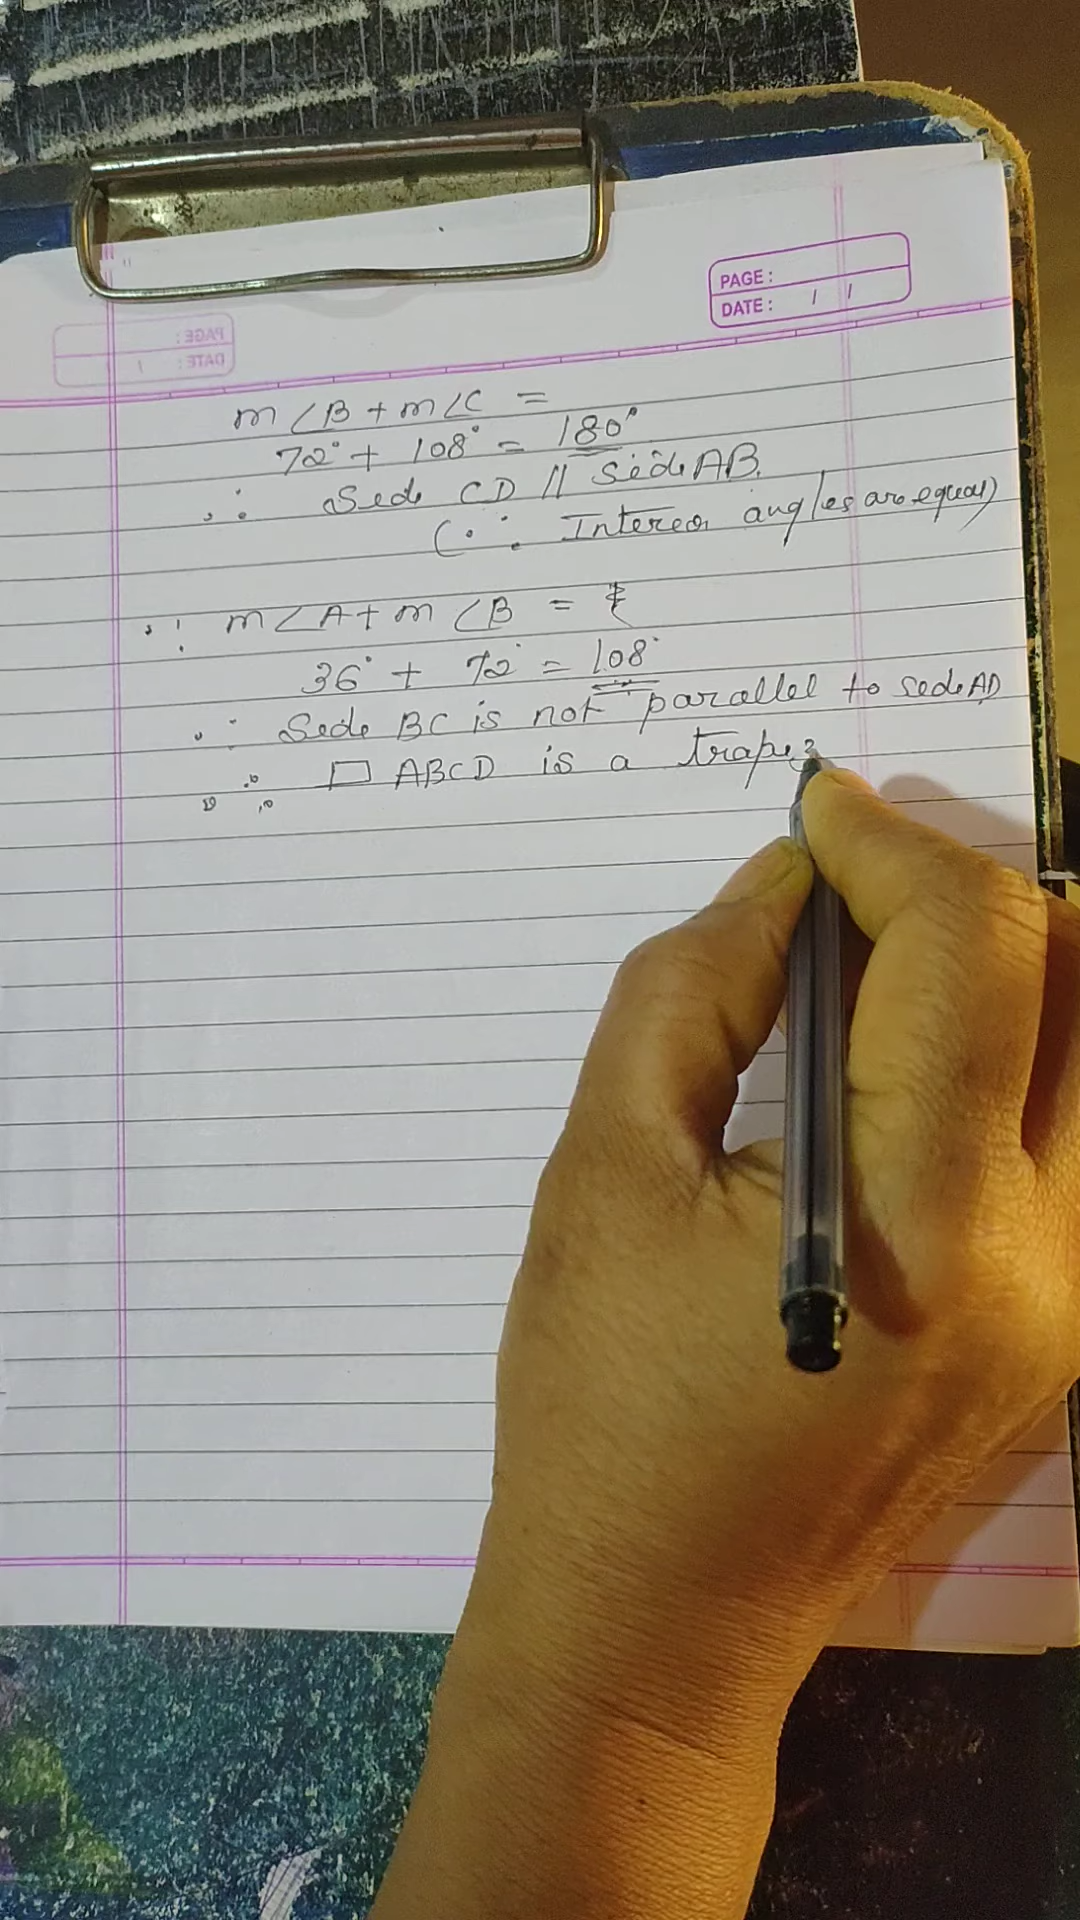 PAGE :
DATE : / /
m∠B + m∠C =
72° + 108° = 180°
∴ Side CD // side AB.
(∵ Interior angles are equal)
∴ m∠A + m∠B =
36° + 72° = 108°
∴ Side BC is not parallel to side AD
∴ □ ABCD is a trapez